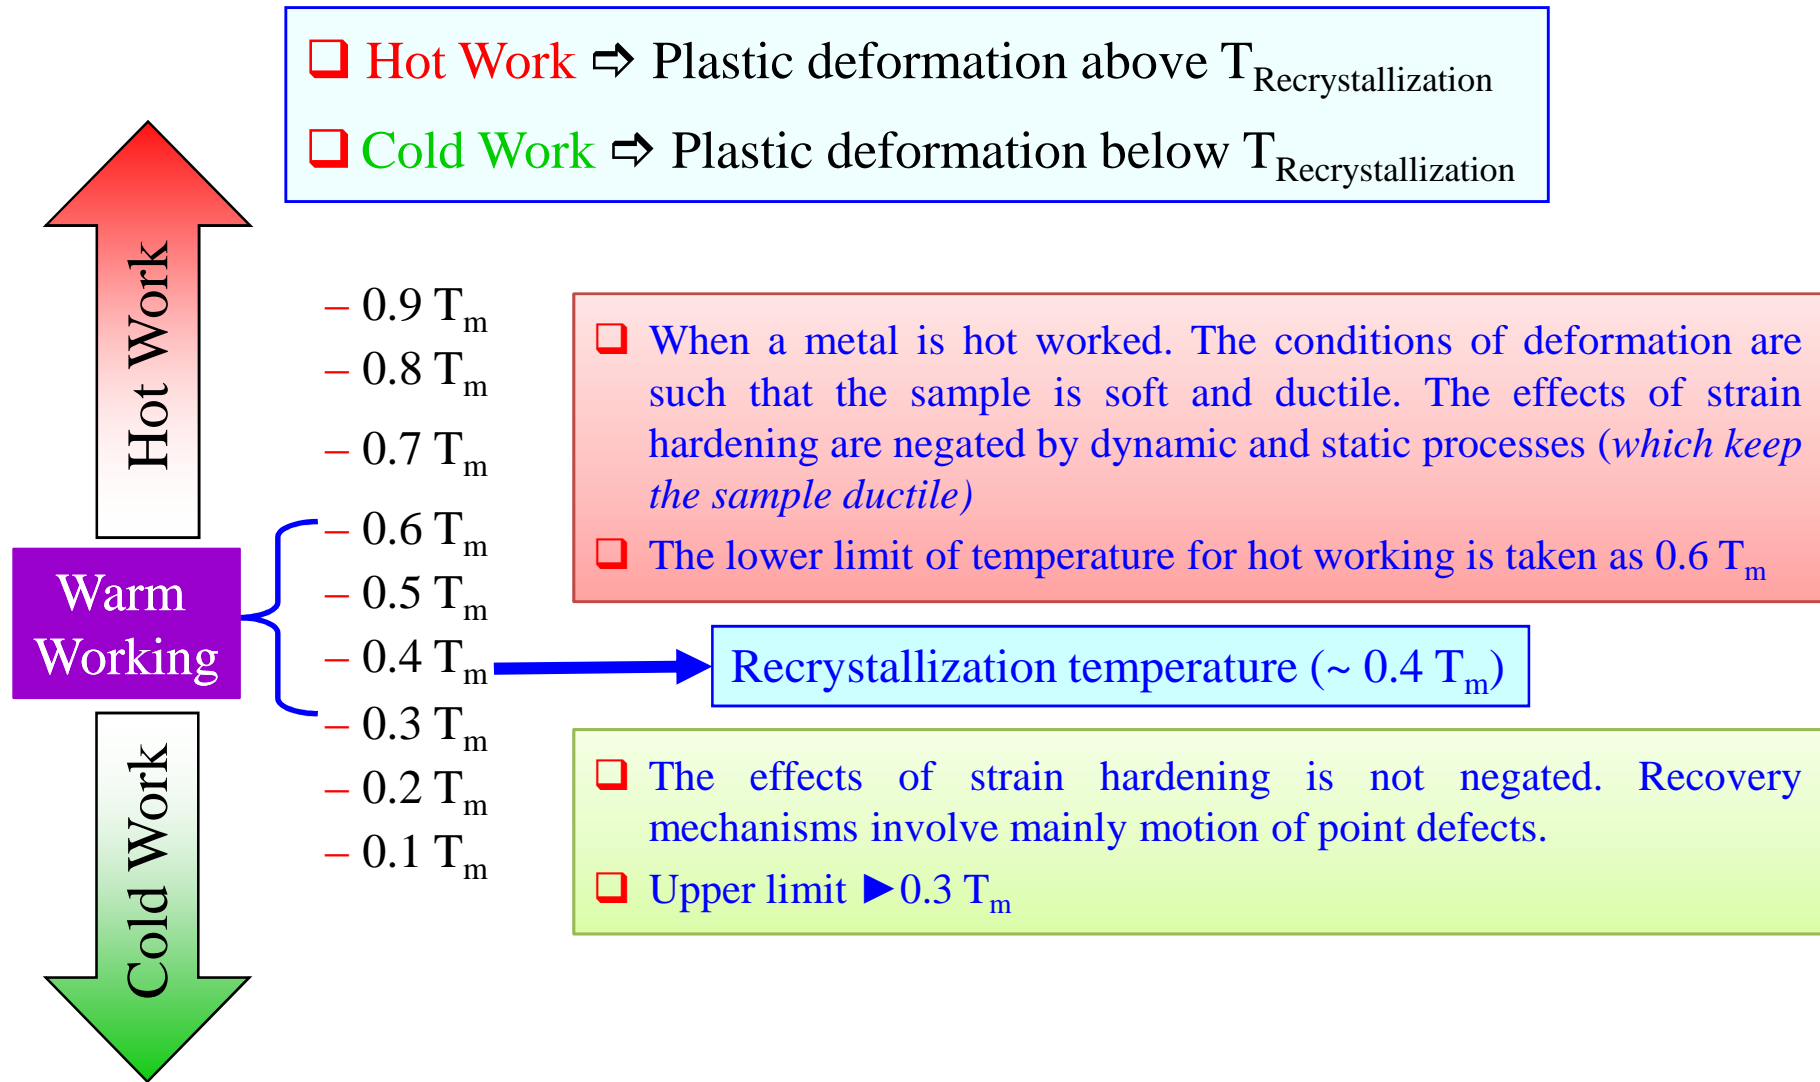 ❑ Hot Work ⇨ Plastic deformation above T_Recrystallization
❑ Cold Work ⇨ Plastic deformation below T_Recrystallization
Hot Work
Warm
Working
Cold Work
– 0.9 T_m
– 0.8 T_m
– 0.7 T_m
– 0.6 T_m
– 0.5 T_m
– 0.4 T_m
– 0.3 T_m
– 0.2 T_m
– 0.1 T_m
❑ When a metal is hot worked. The conditions of deformation are
such that the sample is soft and ductile. The effects of strain
hardening are negated by dynamic and static processes (which keep
the sample ductile)
❑ The lower limit of temperature for hot working is taken as 0.6 T_m
Recrystallization temperature (~ 0.4 T_m)
❑ The effects of strain hardening is not negated. Recovery
mechanisms involve mainly motion of point defects.
❑ Upper limit ►0.3 T_m